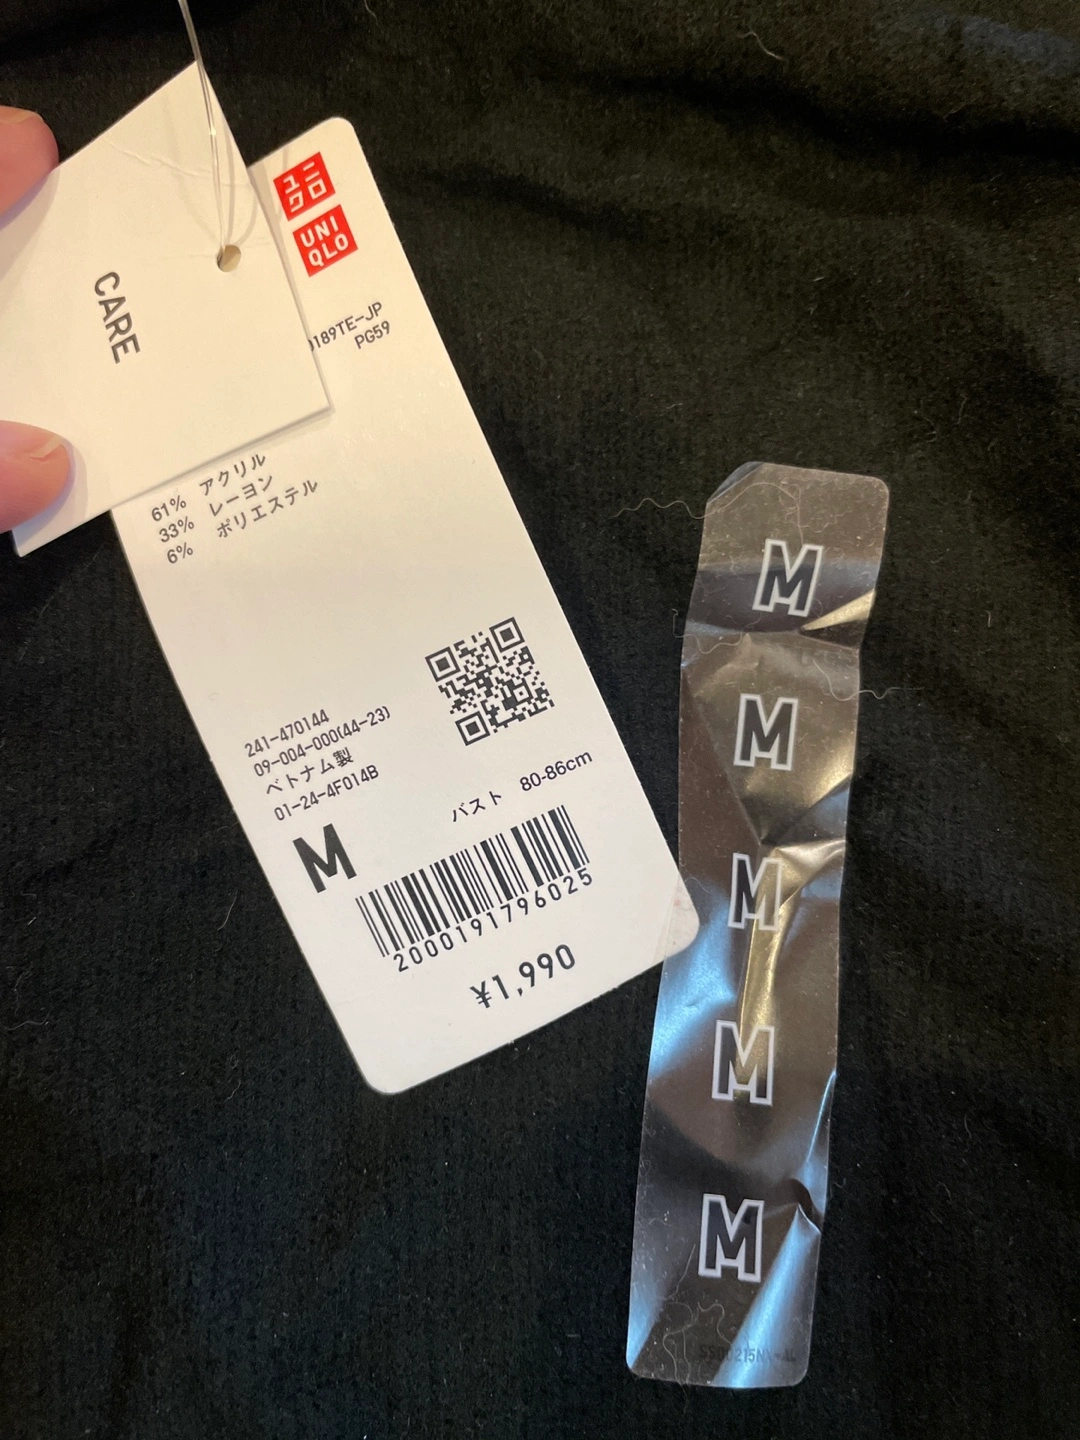 CARE
ユニ
クロ
UNI
QLO
189TE-JP
PG59
61% アクリル
33% レーヨン
6% ポリエステル
241-470144
09-004-000(44-23)
ベトナム製
01-24-4F014B
バスト 80-86cm
M
2000191796025
¥1,990
M
M
M
M
M